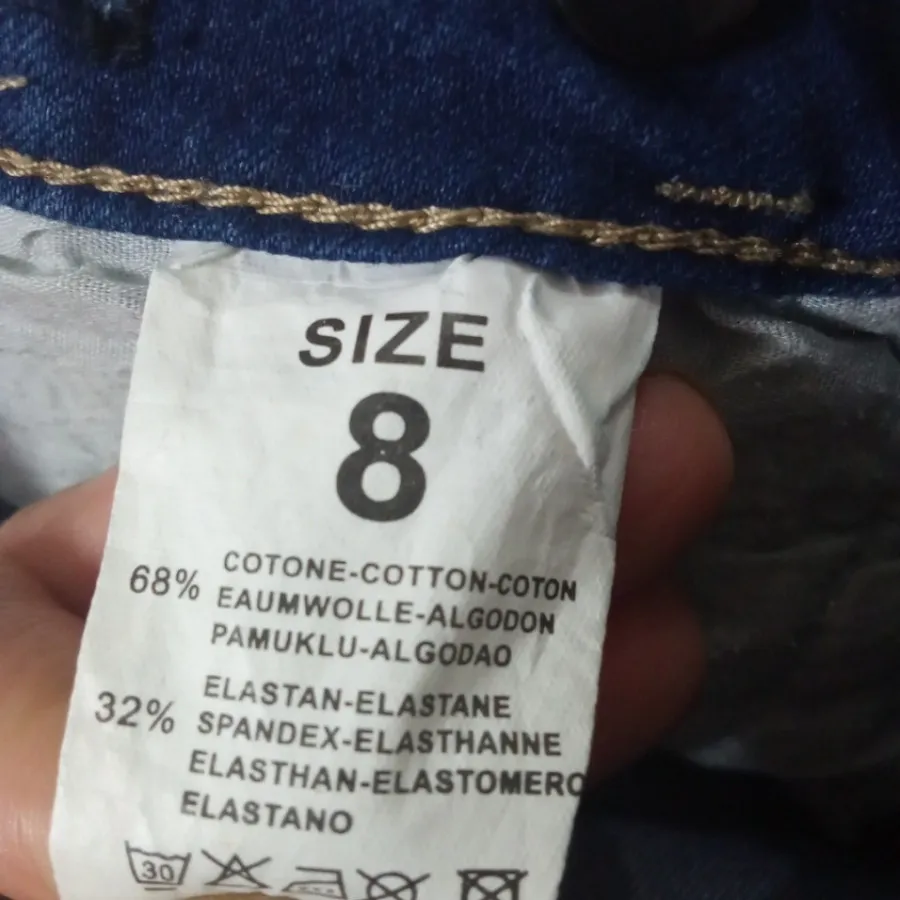 SIZE
8
68% COTONE-COTTON-COTON
EAUMWOLLE-ALGODON
PAMUKLU-ALGODAO
32% ELASTAN-ELASTANE
SPANDEX-ELASTHANNE
ELASTHAN-ELASTOMERO
ELASTANO
30